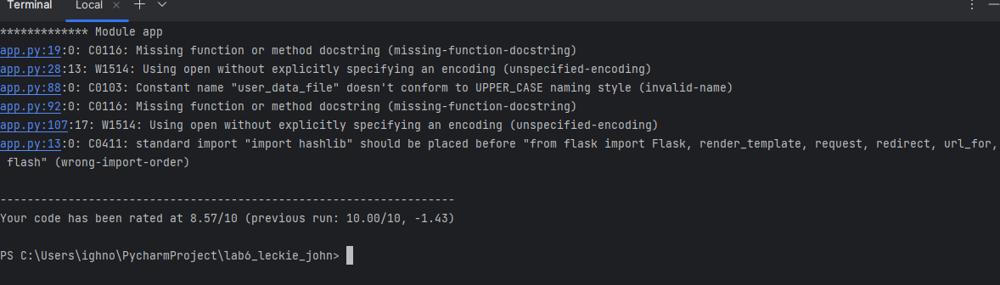 Terminal Local × +
************* Module app
app.py:19:0: C0116: Missing function or method docstring (missing-function-docstring)
app.py:28:13: W1514: Using open without explicitly specifying an encoding (unspecified-encoding)
app.py:88:0: C0103: Constant name "user_data_file" doesn't conform to UPPER_CASE naming style (invalid-name)
app.py:92:0: C0116: Missing function or method docstring (missing-function-docstring)
app.py:107:17: W1514: Using open without explicitly specifying an encoding (unspecified-encoding)
app.py:13:0: C0411: standard import "import hashlib" should be placed before "from flask import Flask, render_template, request, redirect, url_for,
flash" (wrong-import-order)
-------------------------------------------------------------------
Your code has been rated at 8.57/10 (previous run: 10.00/10, -1.43)
PS C:\Users\ighno\PycharmProject\lab6_leckie_john>